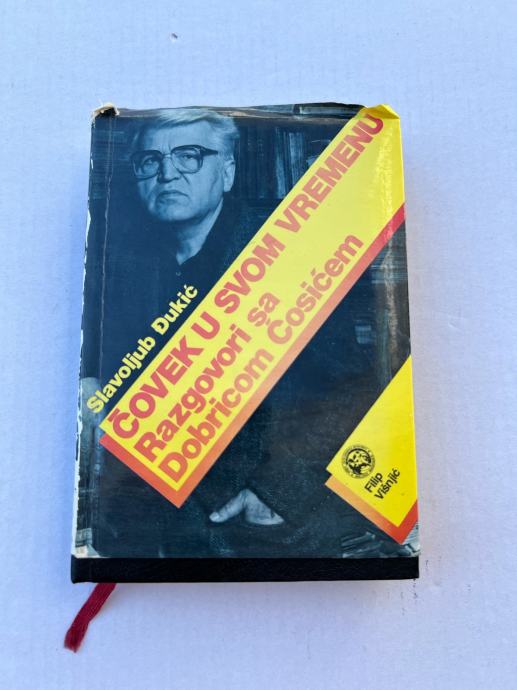 Slavoljub Đukić
ČOVEK U SVOM VREMENU
Razgovori sa
Dobricom Ćosićem
Filip
Višnjić